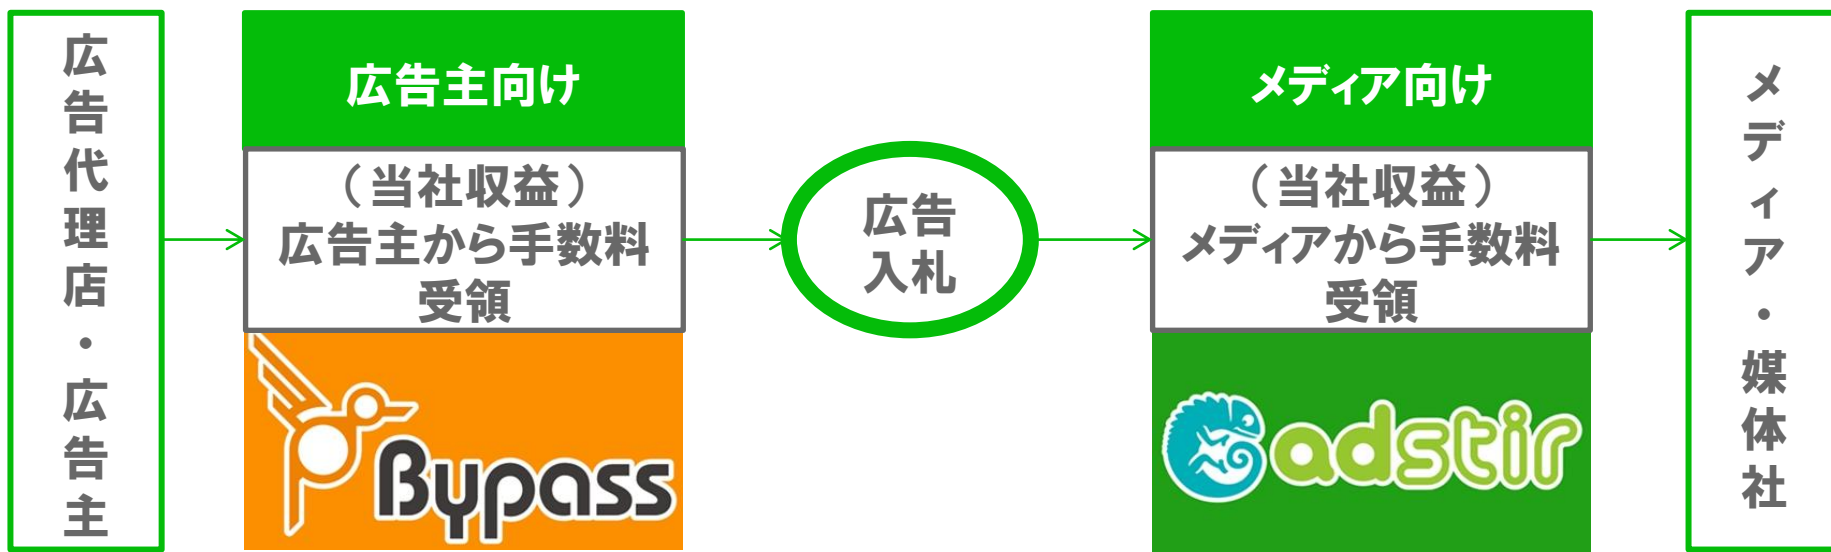 広告代理店・広告主
広告主向け
（当社収益）
広告主から手数料
受領
Bypass
広告
入札
メディア向け
（当社収益）
メディアから手数料
受領
adstir
メディア・媒体社